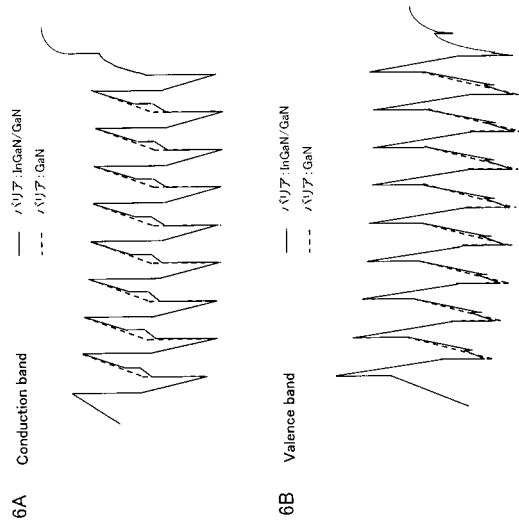 6A
Conduction band
バリア:InGaN/GaN
バリア:GaN
6B
Valence band
バリア:InGaN/GaN
バリア:GaN